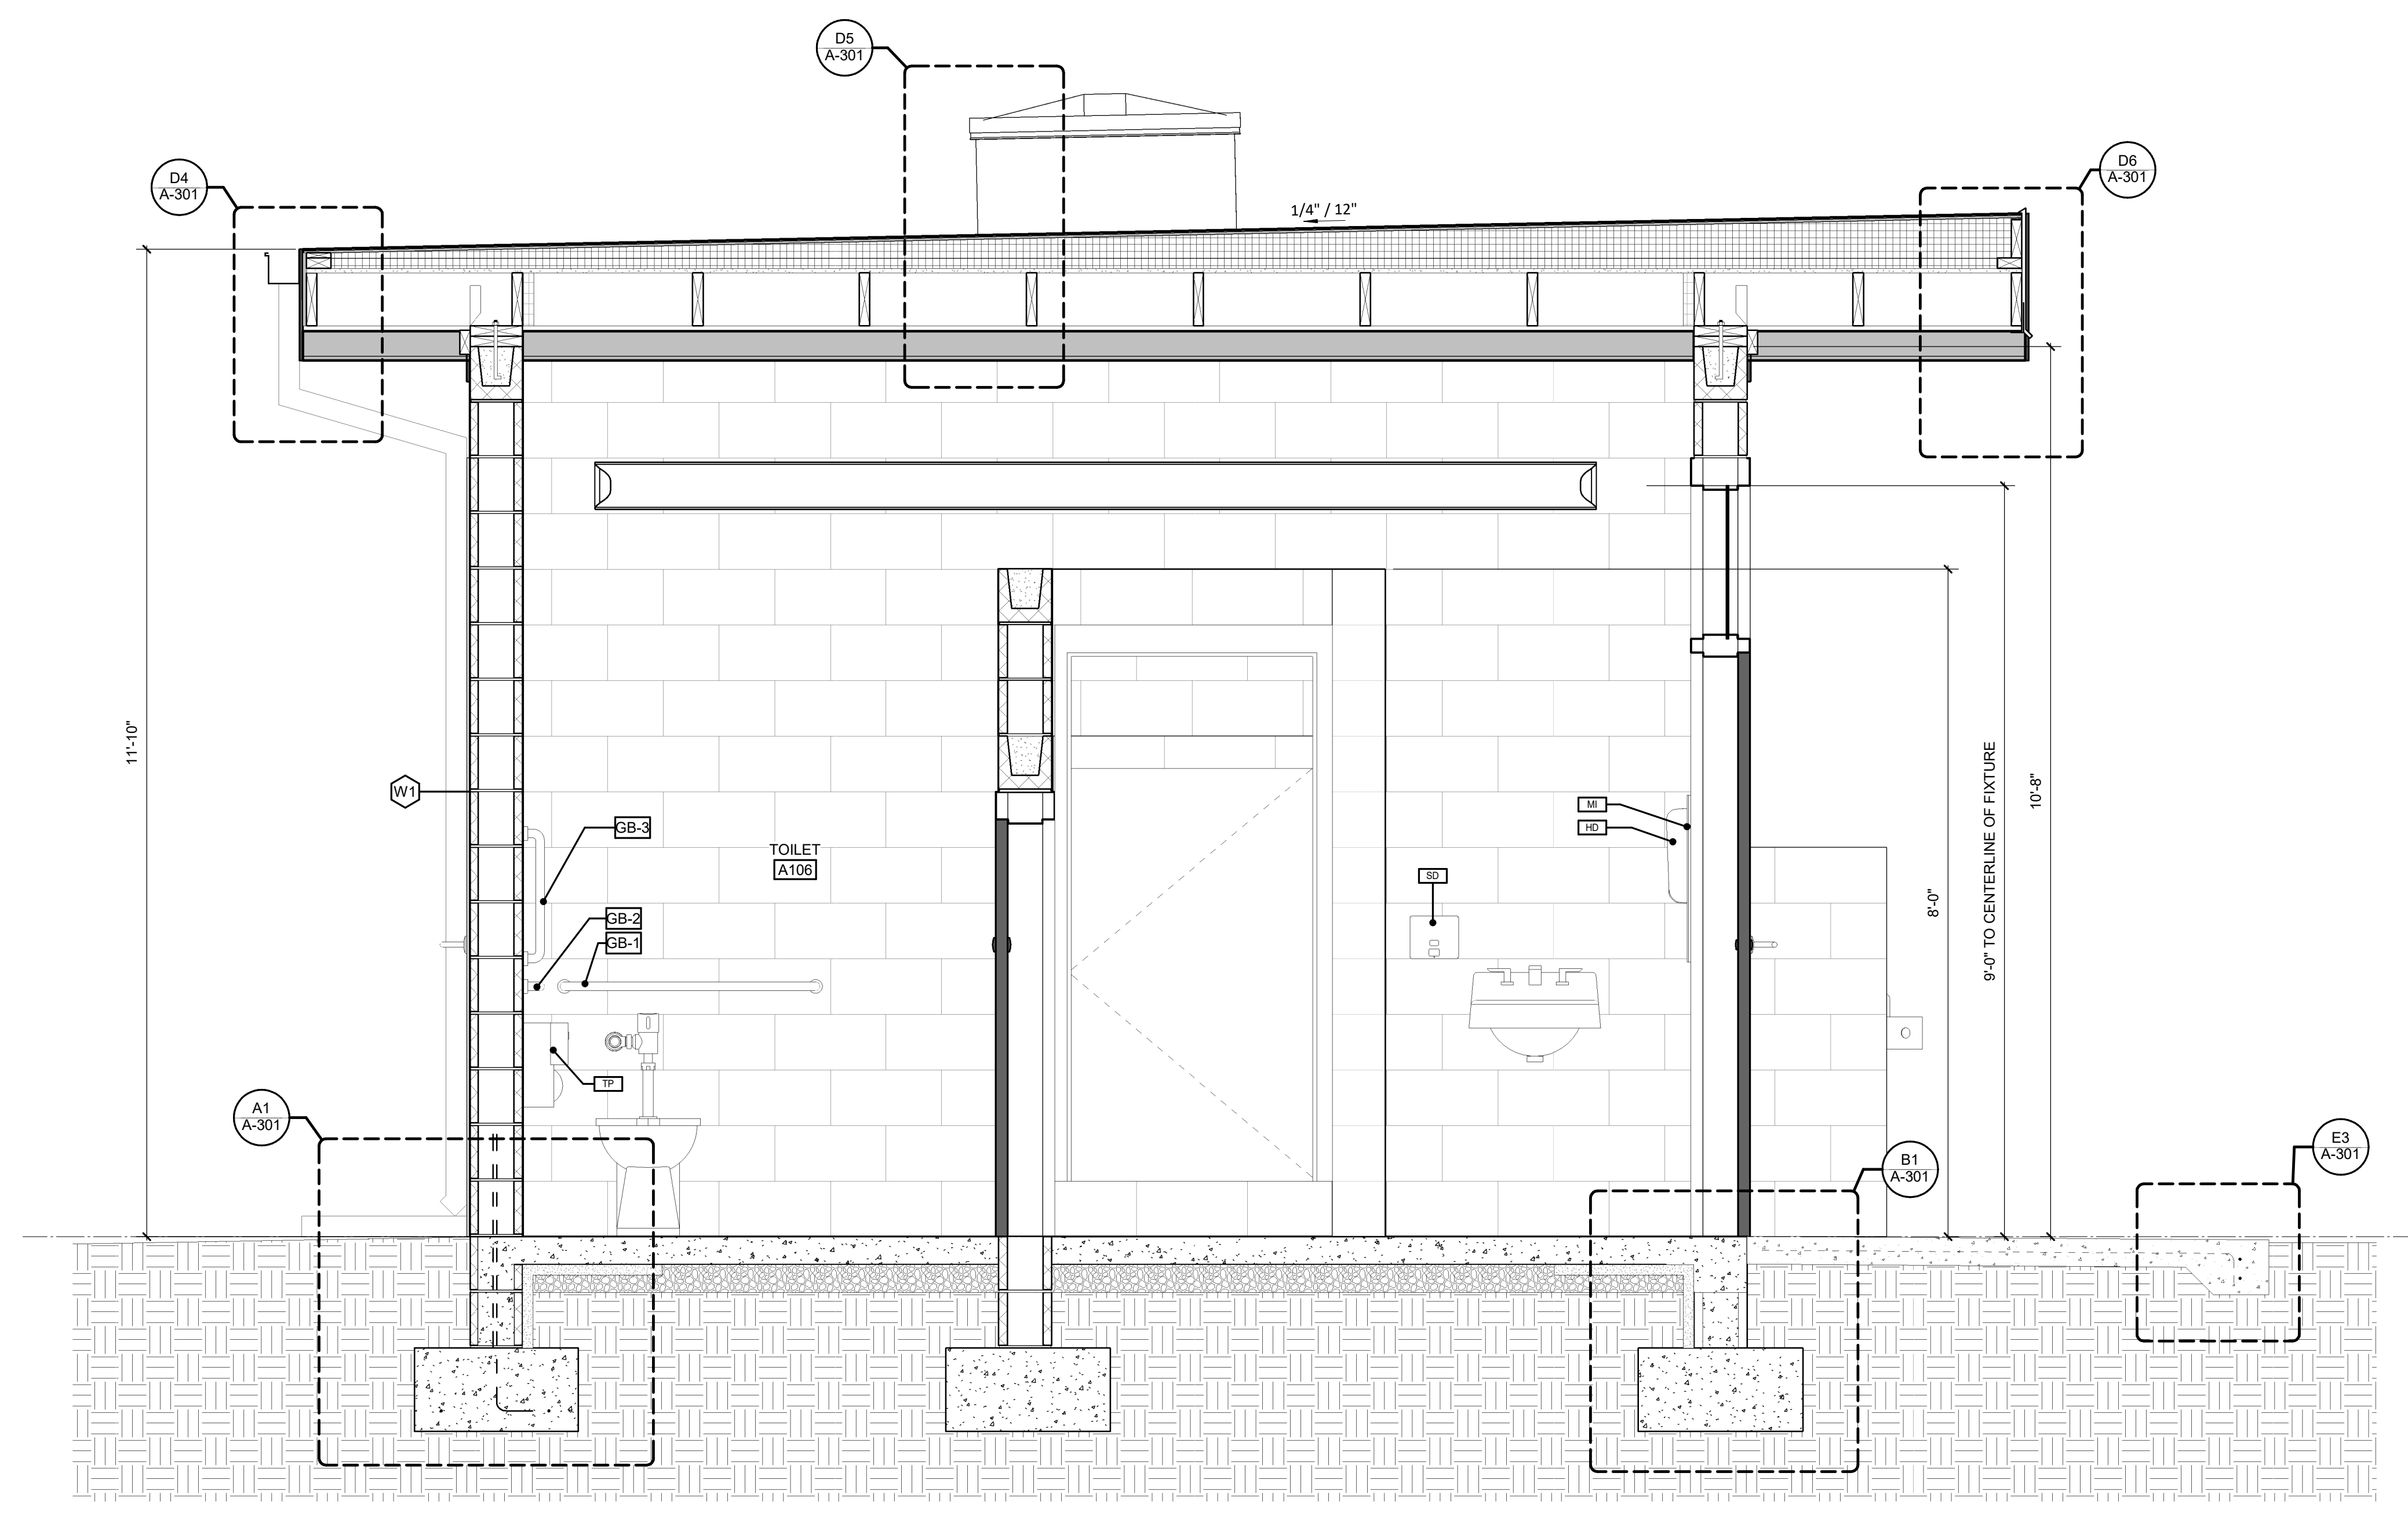 D5
A-301
D4
A-301
D6
A-301
1/4" / 12"
11'-10"
W1
GB-3
TOILET
A106
GB-2
GB-1
TP
MI
HD
SD
8'-0"
9'-0" TO CENTERLINE OF FIXTURE
10'-8"
A1
A-301
B1
A-301
E3
A-301